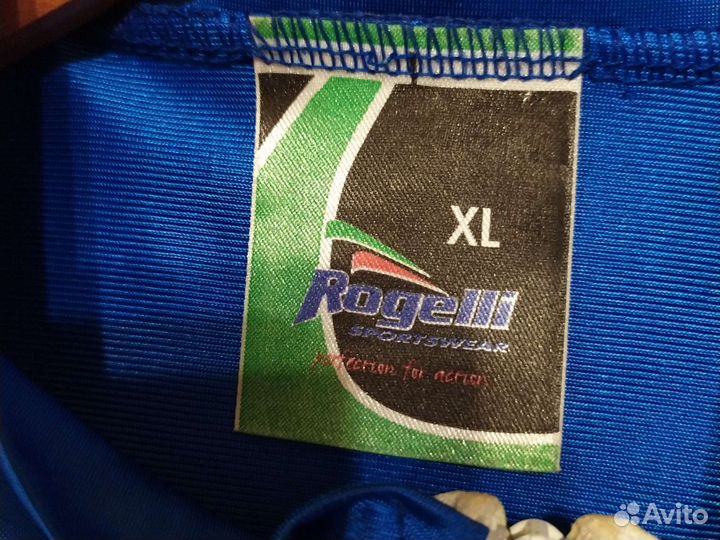 XL
Rogelli
SPORTSWEAR
perfection for action
Avito